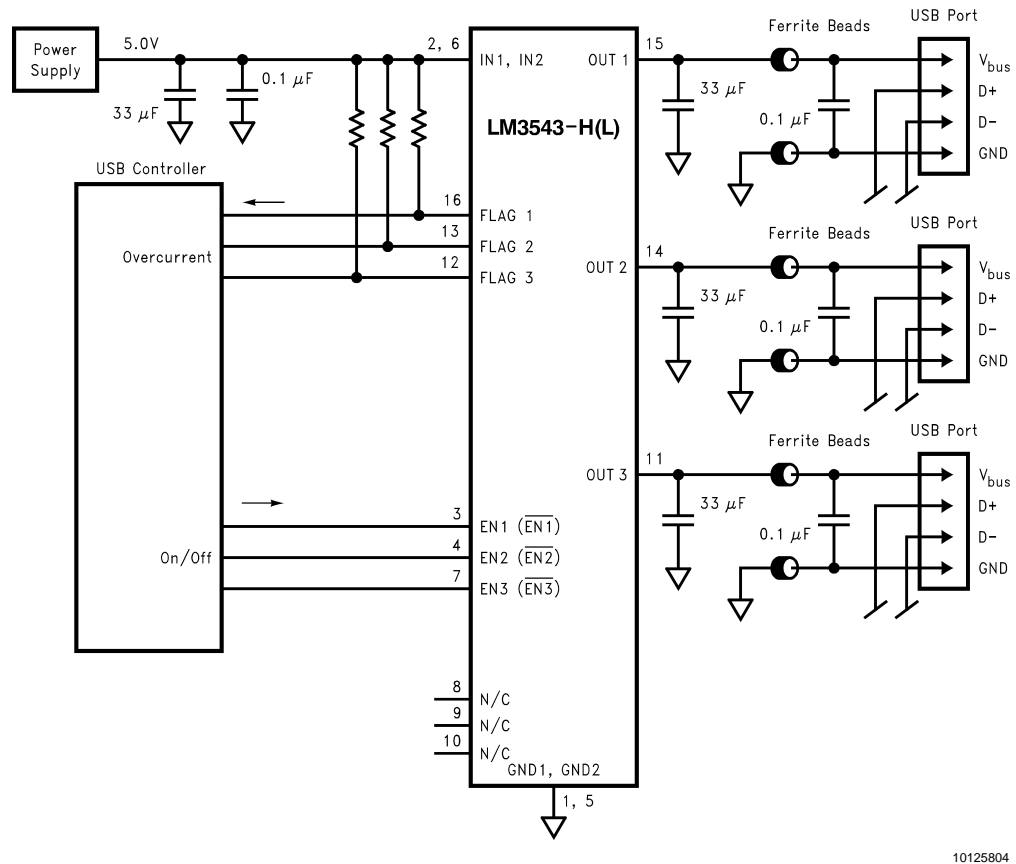 Power
Supply
5.0V
33 µF
0.1 µF
2, 6
IN1, IN2
OUT 1
15
LM3543-H(L)
USB Controller
Overcurrent
16
FLAG 1
13
FLAG 2
12
FLAG 3
On/Off
3
EN1 (EN1)
4
EN2 (EN2)
7
EN3 (EN3)
8
N/C
9
N/C
10
N/C
GND1, GND2
1, 5
33 µF
Ferrite Beads
0.1 µF
USB Port
Vbus
D+
D-
GND
OUT 2
14
33 µF
Ferrite Beads
0.1 µF
USB Port
Vbus
D+
D-
GND
OUT 3
11
33 µF
Ferrite Beads
0.1 µF
USB Port
Vbus
D+
D-
GND
10125804